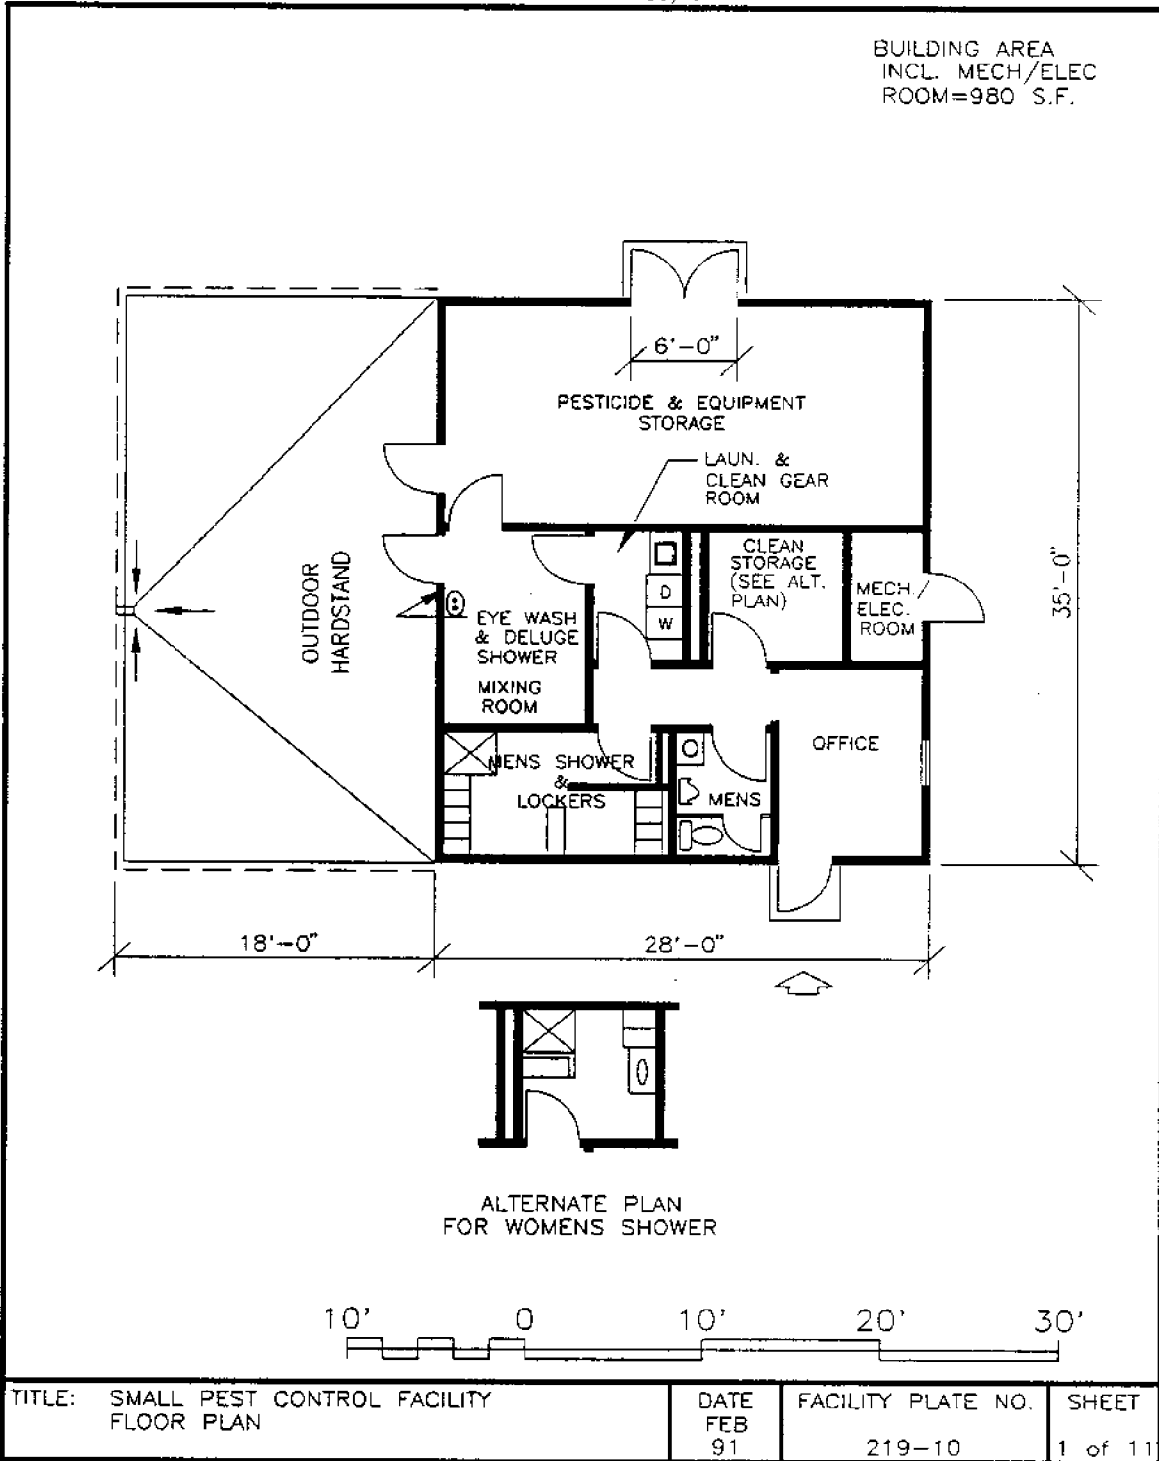 BUILDING AREA
INCL. MECH/ELEC
ROOM=980 S.F.
6'-0"
PESTICIDE & EQUIPMENT
STORAGE
LAUN. &
CLEAN GEAR
ROOM
CLEAN
STORAGE
(SEE ALT.
PLAN)
MECH.
ELEC.
ROOM
D
W
35'-0"
OUTDOOR
HARDSTAND
EYE WASH
& DELUGE
SHOWER
MIXING
ROOM
OFFICE
MENS SHOWER
&
LOCKERS
MENS
18'-0"
28'-0"
ALTERNATE PLAN
FOR WOMENS SHOWER
10' 0 10' 20' 30'
TITLE: SMALL PEST CONTROL FACILITY
FLOOR PLAN
DATE
FEB
91
FACILITY PLATE NO.
219-10
SHEET
1 of 11